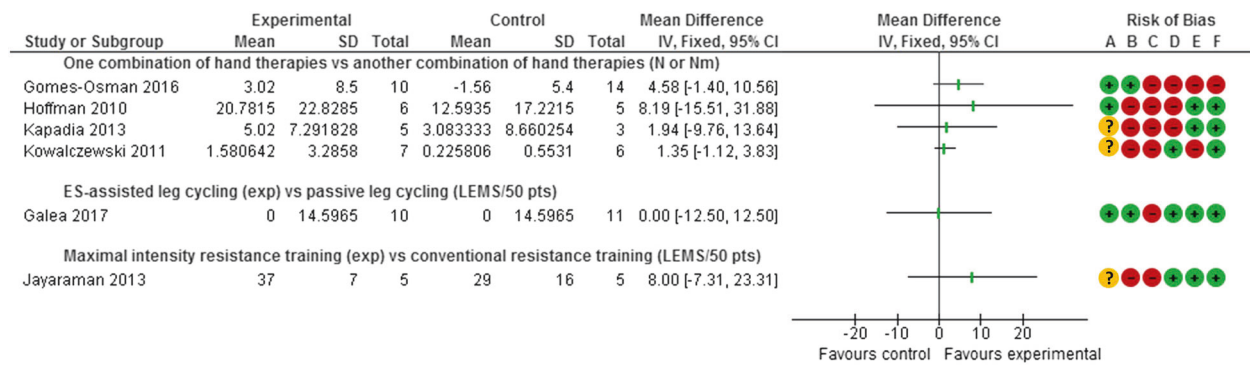 Experimental Control Mean Difference Mean Difference Risk of Bias
Study or Subgroup Mean SD Total Mean SD Total IV, Fixed, 95% CI IV, Fixed, 95% CI A B C D E F
One combination of hand therapies vs another combination of hand therapies (N or Nm)
Gomes-Osman 2016 3.02 8.5 10 -1.56 5.4 14 4.58 [-1.40, 10.56] + + - - - -
Hoffman 2010 20.7815 22.8285 6 12.5935 17.2215 5 8.19 [-15.51, 31.88] + - - - + +
Kapadia 2013 5.02 7.291828 5 3.083333 8.660254 3 1.94 [-9.76, 13.64] ? - - - + +
Kowalczewski 2011 1.580642 3.2858 7 0.225806 0.5531 6 1.35 [-1.12, 3.83] ? - - + - +
ES-assisted leg cycling (exp) vs passive leg cycling (LEMS/50 pts)
Galea 2017 0 14.5965 10 0 14.5965 11 0.00 [-12.50, 12.50] + + - + + +
Maximal intensity resistance training (exp) vs conventional resistance training (LEMS/50 pts)
Jayaraman 2013 37 7 5 29 16 5 8.00 [-7.31, 23.31] ? - - + + +
-20 -10 0 10 20
Favours control Favours experimental